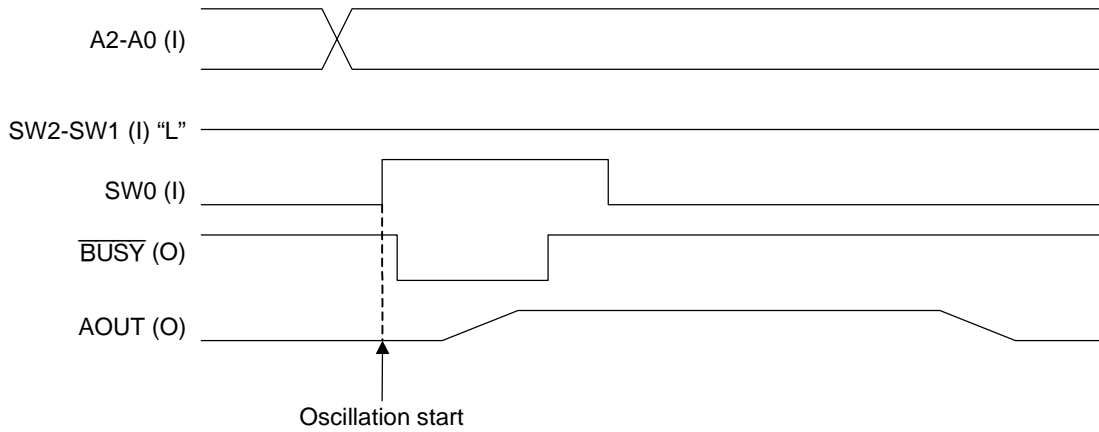 A2-A0 (I)
SW2-SW1 (I) “L”
SW0 (I)
BUSY (O)
AOUT (O)
Oscillation start